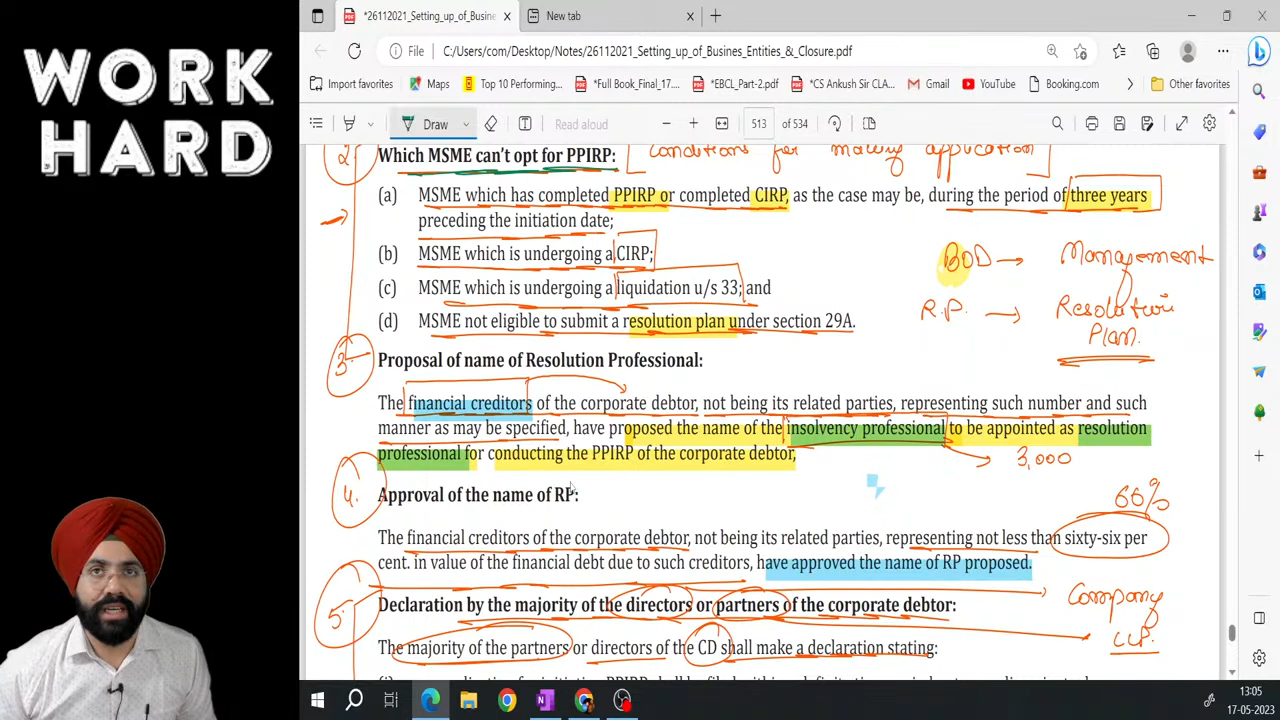 WORK
HARD
*26112021_Setting_up_of_Busine
New tab
File
C:/Users/com/Desktop/Notes/26112021_Setting_up_of_Busines_Entities_&_Closure.pdf
Import favorites
Maps
Top 10 Performing...
*Full Book_Final_17....
*EBCL_Part-2.pdf
*CS Ankush Sir CLA...
Gmail
YouTube
Booking.com
Other favorites
Draw
Read aloud
513
of 534
2.
Which MSME can't opt for PPIRP:
Conditions for making application
(a) MSME which has completed PPIRP or completed CIRP, as the case may be, during the period of three years
preceding the initiation date;
(b) MSME which is undergoing a CIRP;
(c) MSME which is undergoing a liquidation u/s 33; and
(d) MSME not eligible to submit a resolution plan under section 29A.
BOD → Management
R.P. → Resolution
Plan.
3.
Proposal of name of Resolution Professional:
The financial creditors of the corporate debtor, not being its related parties, representing such number and such
manner as may be specified, have proposed the name of the insolvency professional to be appointed as resolution
professional for conducting the PPIRP of the corporate debtor,
3,000
4.
Approval of the name of RP:
66%
The financial creditors of the corporate debtor, not being its related parties, representing not less than sixty-six per
cent. in value of the financial debt due to such creditors, have approved the name of RP proposed.
5.
Declaration by the majority of the directors or partners of the corporate debtor:
Company
LLP.
The majority of the partners or directors of the CD shall make a declaration stating:
13:05
17-05-2023